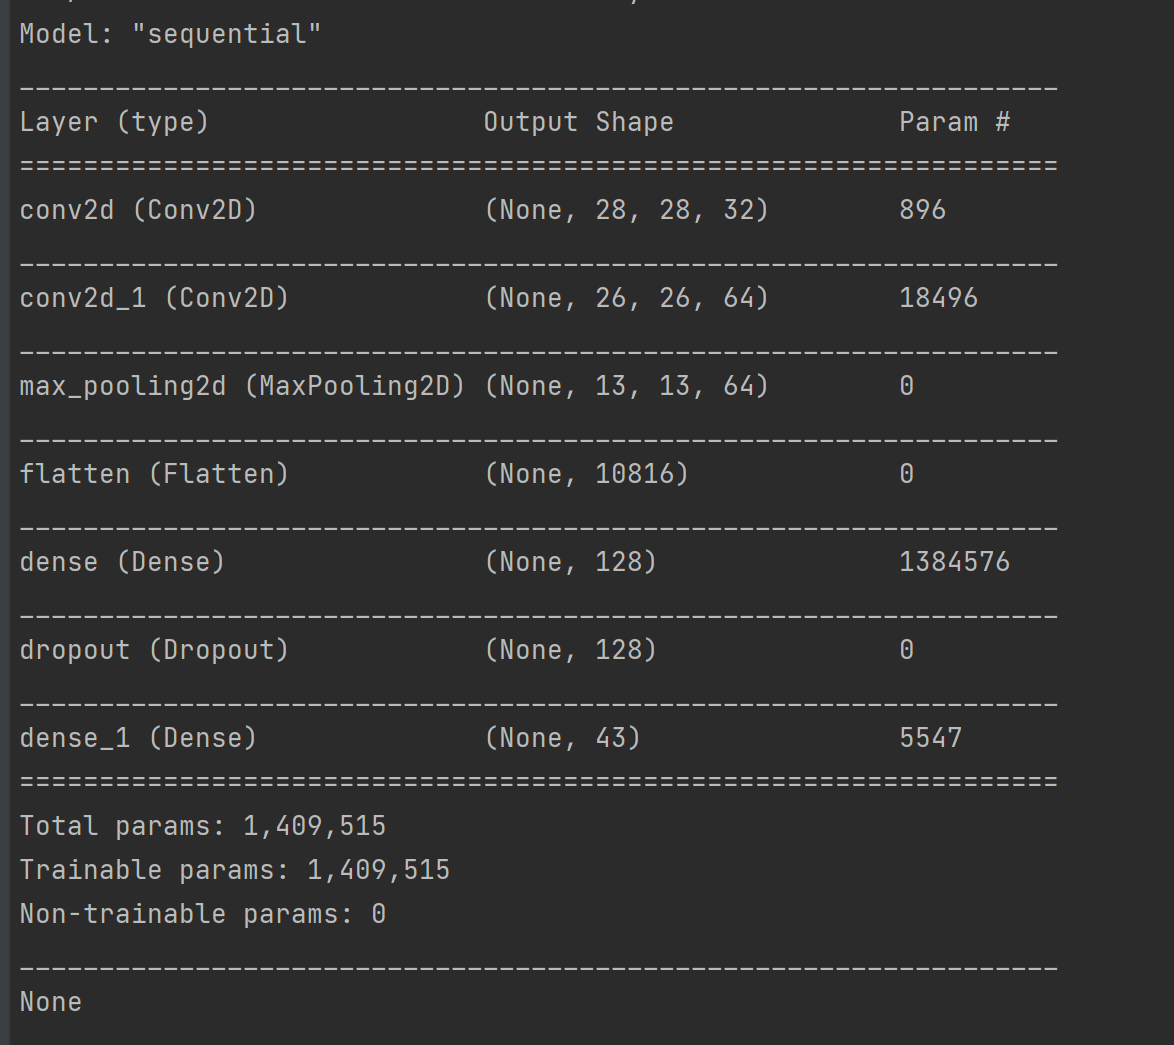 Model: "sequential"
_________________________________________________________________
Layer (type)                 Output Shape              Param #
=================================================================
conv2d (Conv2D)              (None, 28, 28, 32)        896
_________________________________________________________________
conv2d_1 (Conv2D)            (None, 26, 26, 64)        18496
_________________________________________________________________
max_pooling2d (MaxPooling2D) (None, 13, 13, 64)        0
_________________________________________________________________
flatten (Flatten)            (None, 10816)             0
_________________________________________________________________
dense (Dense)                (None, 128)               1384576
_________________________________________________________________
dropout (Dropout)            (None, 128)               0
_________________________________________________________________
dense_1 (Dense)              (None, 43)                5547
=================================================================
Total params: 1,409,515
Trainable params: 1,409,515
Non-trainable params: 0
_________________________________________________________________
None